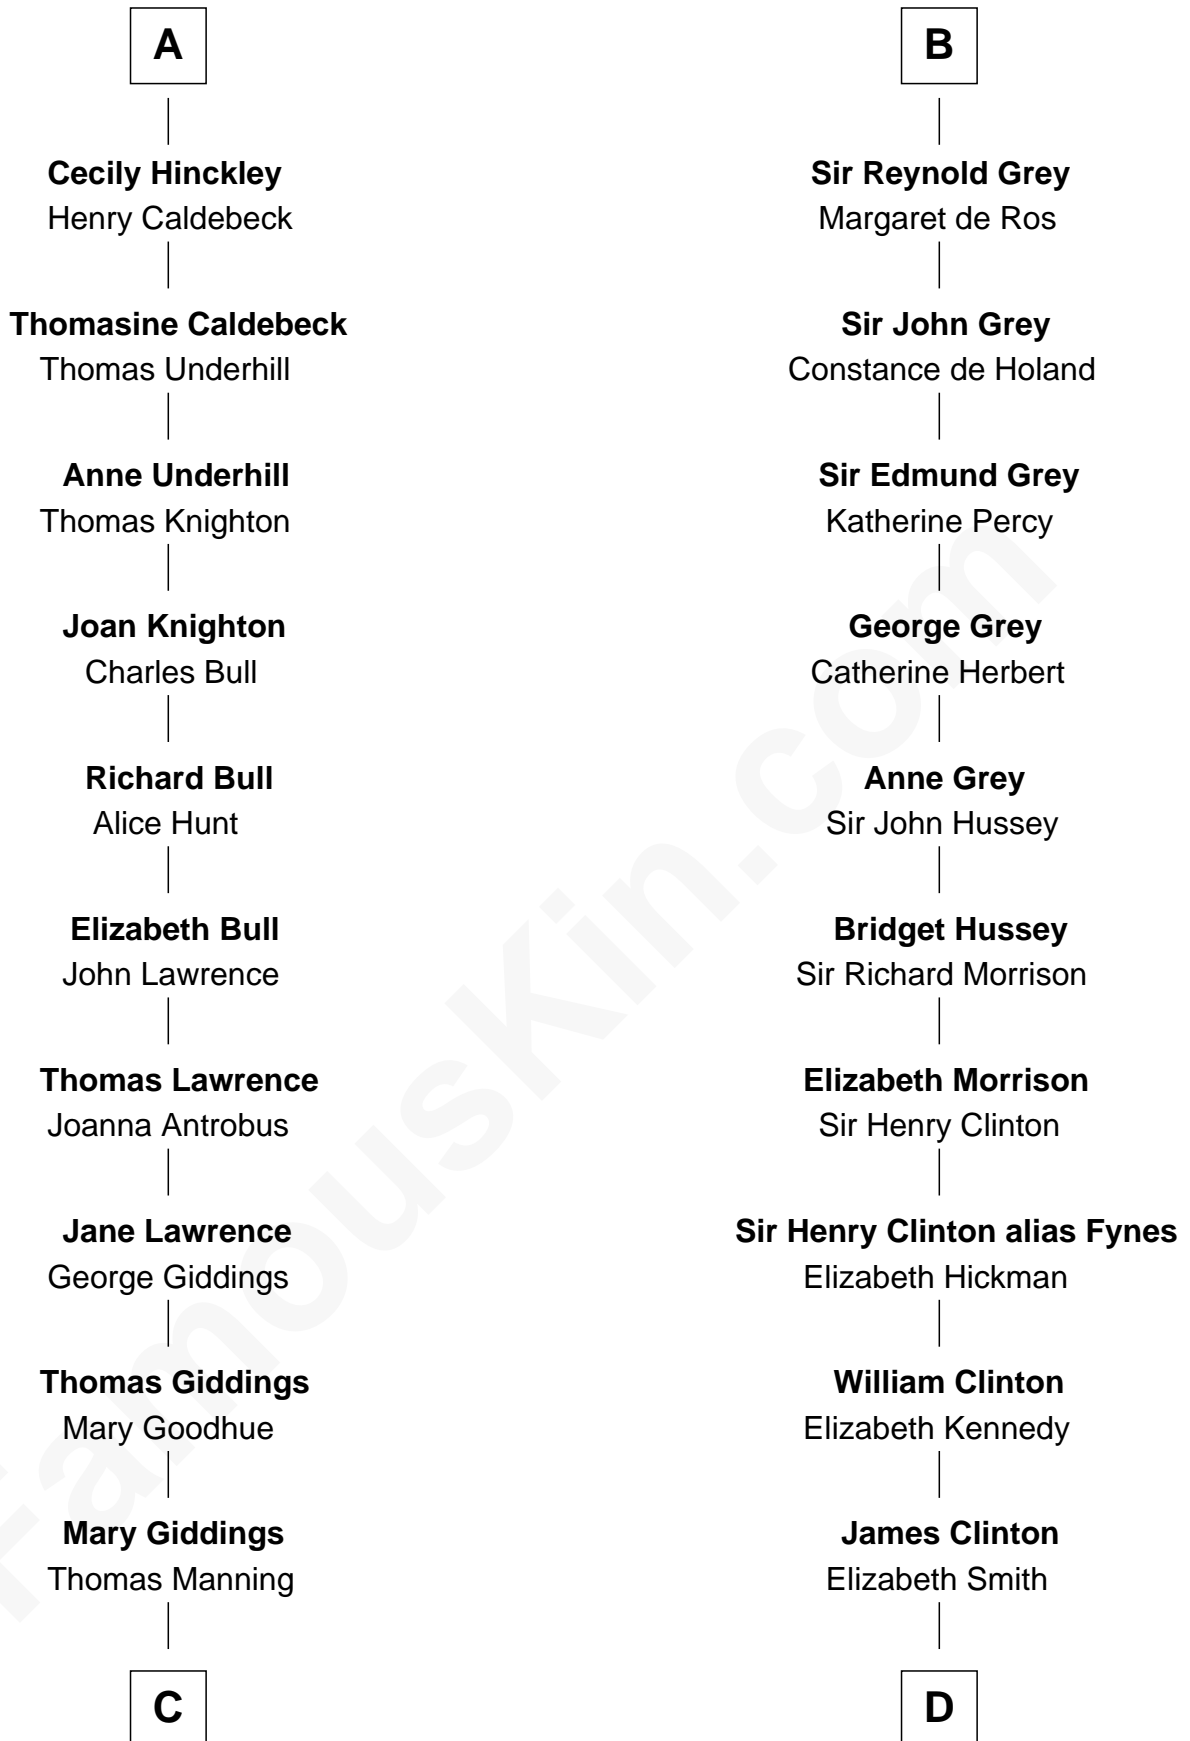 A
Cecily Hinckley
Henry Caldebeck
Thomasine Caldebeck
Thomas Underhill
Anne Underhill
Thomas Knighton
Joan Knighton
Charles Bull
Richard Bull
Alice Hunt
Elizabeth Bull
John Lawrence
Thomas Lawrence
Joanna Antrobus
Jane Lawrence
George Giddings
Thomas Giddings
Mary Goodhue
Mary Giddings
Thomas Manning
C
B
Sir Reynold Grey
Margaret de Ros
Sir John Grey
Constance de Holand
Sir Edmund Grey
Katherine Percy
George Grey
Catherine Herbert
Anne Grey
Sir John Hussey
Bridget Hussey
Sir Richard Morrison
Elizabeth Morrison
Sir Henry Clinton
Sir Henry Clinton alias Fynes
Elizabeth Hickman
William Clinton
Elizabeth Kennedy
James Clinton
Elizabeth Smith
D
FamousKin.com